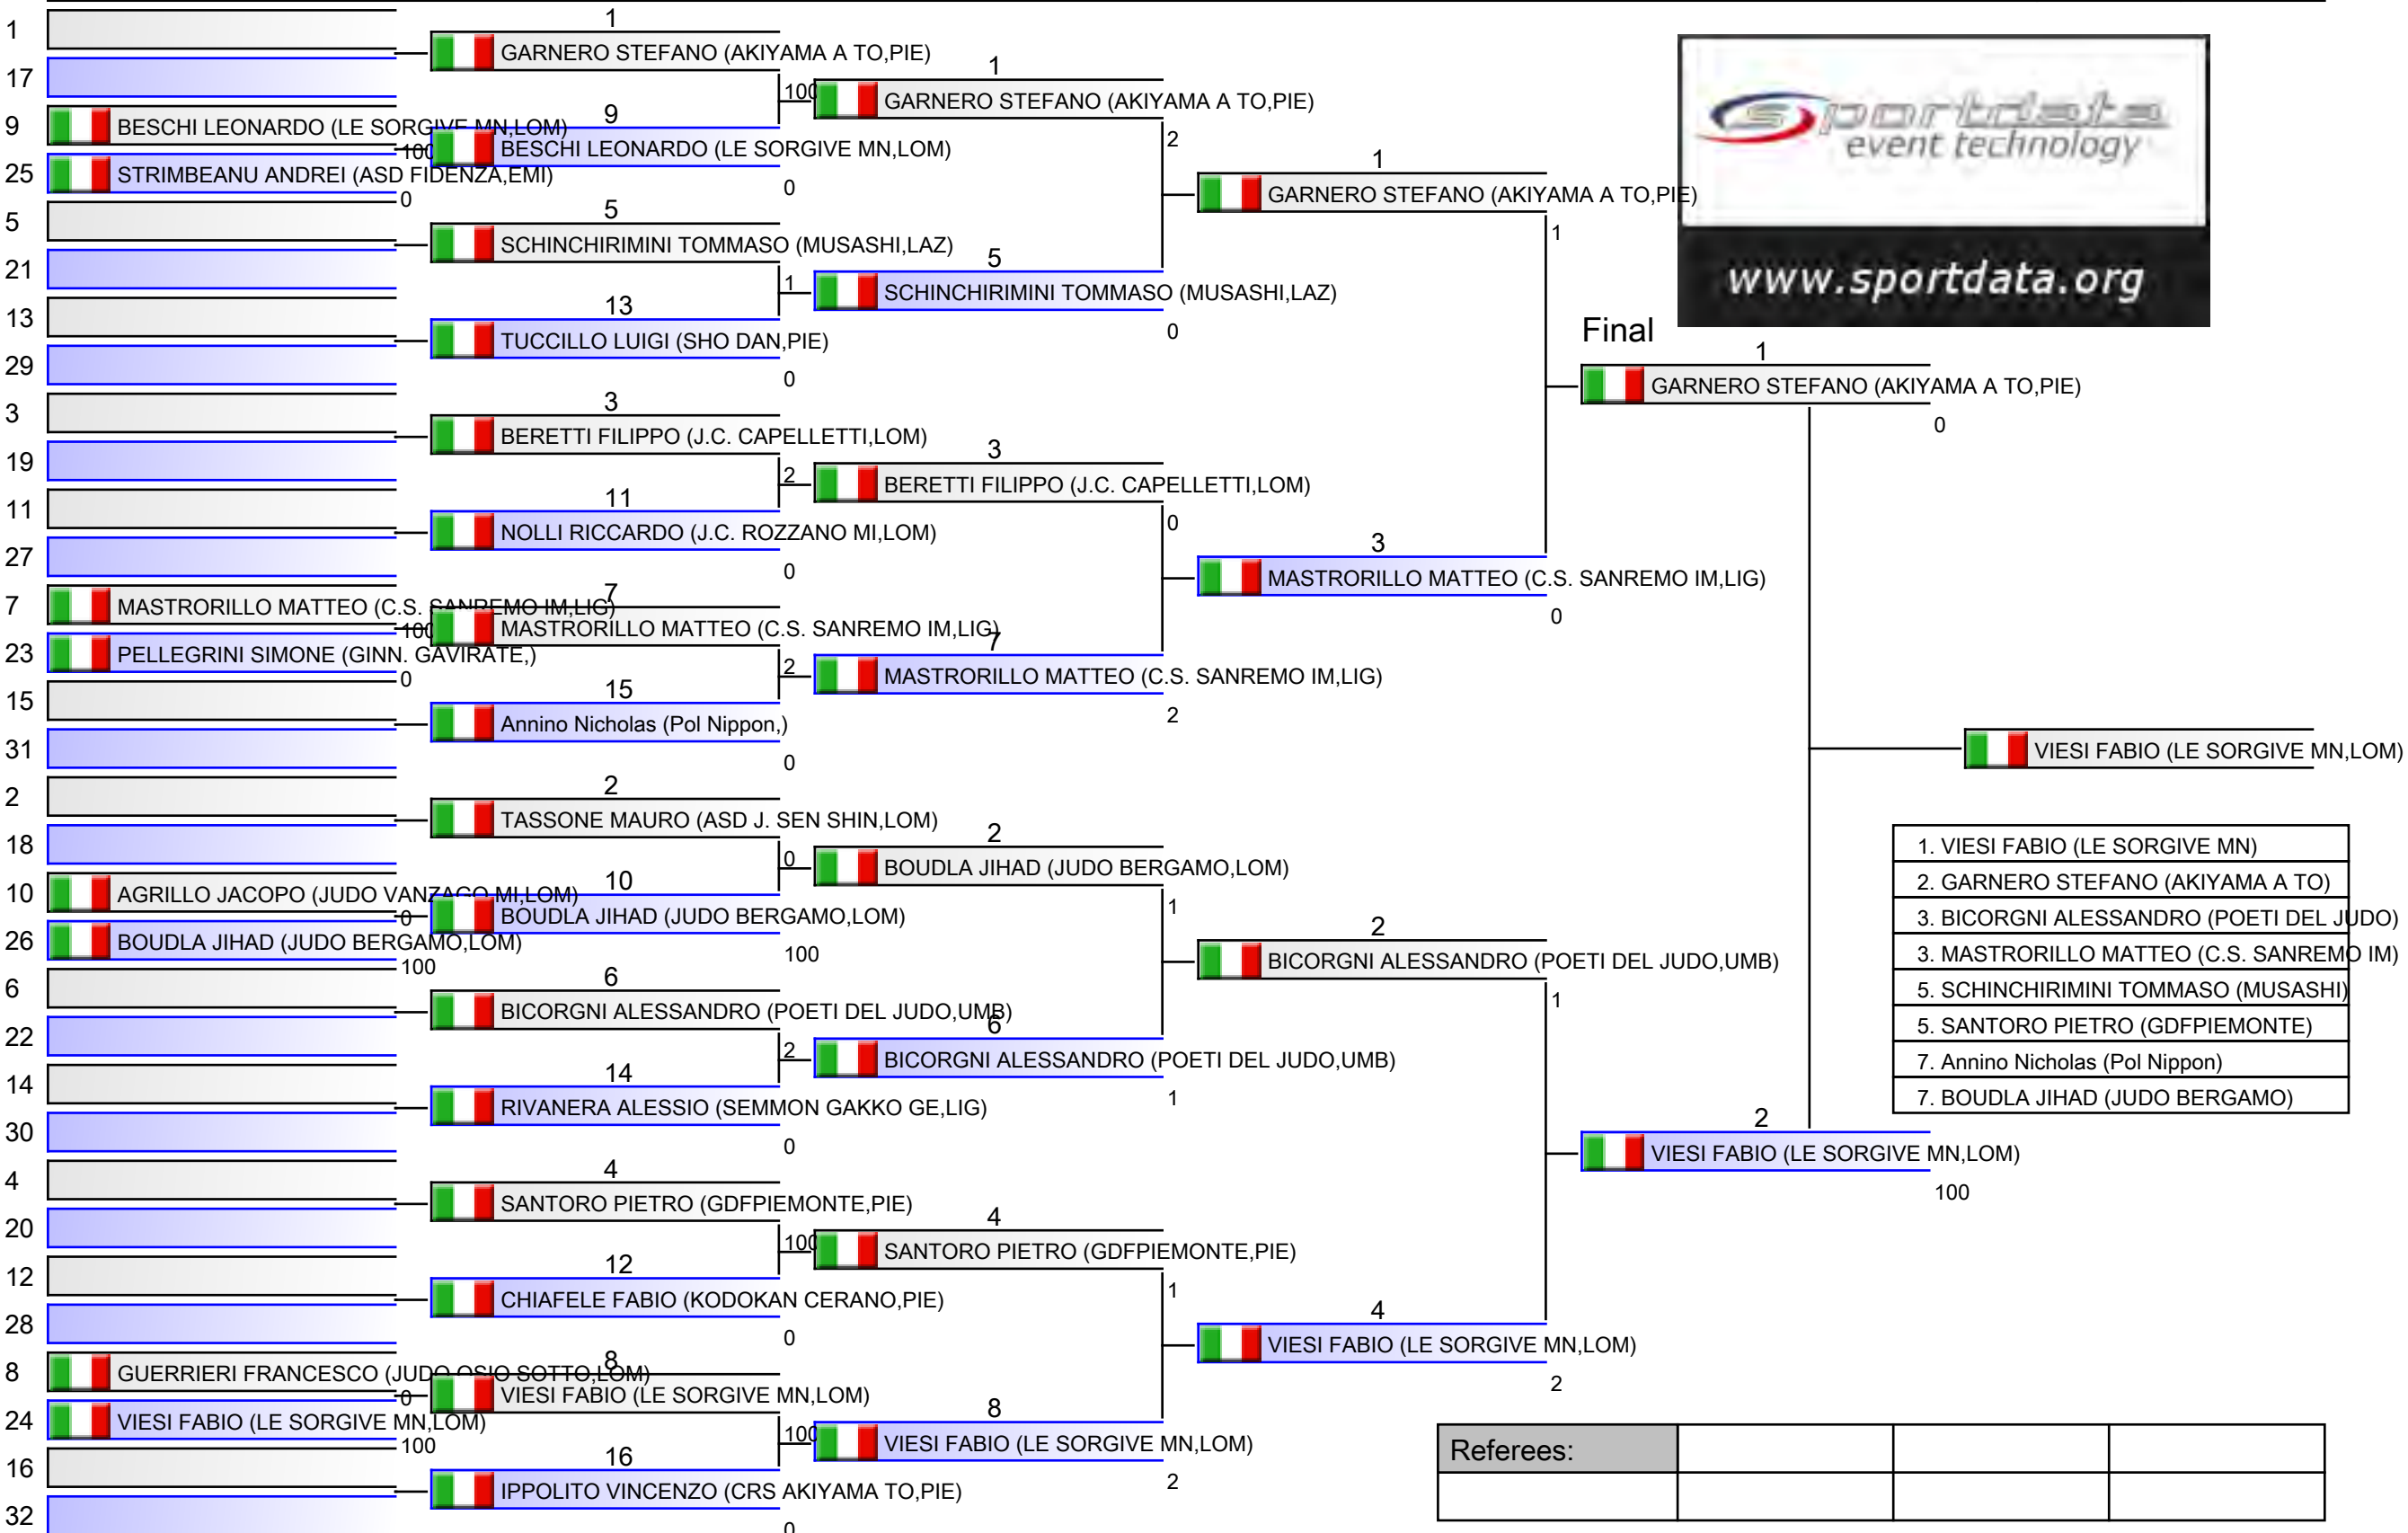 1
17
9 BESCHI LEONARDO (LE SORGIVE MN,LOM)
100
25 STRIMBEANU ANDREI (ASD FIDENZA,EMI)
0
5
21
13
29
3
19
11
27
7 MASTRORILLO MATTEO (C.S. SANREMO IM,LIG)
100
23 PELLEGRINI SIMONE (GINN. GAVIRATE,)
0
15
31
2
18
10 AGRILLO JACOPO (JUDO VANZAGO MI,LOM)
0
26 BOUDLA JIHAD (JUDO BERGAMO,LOM)
100
6
22
14
30
4
20
12
28
8 GUERRIERI FRANCESCO (JUDO OSIO SOTTO,LOM)
0
24 VIESI FABIO (LE SORGIVE MN,LOM)
100
16
32
1
GARNERO STEFANO (AKIYAMA A TO,PIE)
100
9
BESCHI LEONARDO (LE SORGIVE MN,LOM)
0
5
SCHINCHIRIMINI TOMMASO (MUSASHI,LAZ)
1
13
TUCCILLO LUIGI (SHO DAN,PIE)
0
3
BERETTI FILIPPO (J.C. CAPELLETTI,LOM)
2
11
NOLLI RICCARDO (J.C. ROZZANO MI,LOM)
0
7
MASTRORILLO MATTEO (C.S. SANREMO IM,LIG)
2
15
Annino Nicholas (Pol Nippon,)
0
2
TASSONE MAURO (ASD J. SEN SHIN,LOM)
0
10
BOUDLA JIHAD (JUDO BERGAMO,LOM)
100
6
BICORGNI ALESSANDRO (POETI DEL JUDO,UMB)
2
14
RIVANERA ALESSIO (SEMMON GAKKO GE,LIG)
0
4
SANTORO PIETRO (GDFPIEMONTE,PIE)
100
12
CHIAFELE FABIO (KODOKAN CERANO,PIE)
0
8
VIESI FABIO (LE SORGIVE MN,LOM)
100
16
IPPOLITO VINCENZO (CRS AKIYAMA TO,PIE)
0
1
GARNERO STEFANO (AKIYAMA A TO,PIE)
2
5
SCHINCHIRIMINI TOMMASO (MUSASHI,LAZ)
0
3
BERETTI FILIPPO (J.C. CAPELLETTI,LOM)
0
7
MASTRORILLO MATTEO (C.S. SANREMO IM,LIG)
2
2
BOUDLA JIHAD (JUDO BERGAMO,LOM)
1
6
BICORGNI ALESSANDRO (POETI DEL JUDO,UMB)
1
4
SANTORO PIETRO (GDFPIEMONTE,PIE)
1
8
VIESI FABIO (LE SORGIVE MN,LOM)
2
1
GARNERO STEFANO (AKIYAMA A TO,PIE)
1
3
MASTRORILLO MATTEO (C.S. SANREMO IM,LIG)
0
2
BICORGNI ALESSANDRO (POETI DEL JUDO,UMB)
1
4
VIESI FABIO (LE SORGIVE MN,LOM)
2
sportdata
event technology
www.sportdata.org
Final
1
GARNERO STEFANO (AKIYAMA A TO,PIE)
0
2
VIESI FABIO (LE SORGIVE MN,LOM)
100
VIESI FABIO (LE SORGIVE MN,LOM)
1. VIESI FABIO (LE SORGIVE MN)
2. GARNERO STEFANO (AKIYAMA A TO)
3. BICORGNI ALESSANDRO (POETI DEL JUDO)
3. MASTRORILLO MATTEO (C.S. SANREMO IM)
5. SCHINCHIRIMINI TOMMASO (MUSASHI)
5. SANTORO PIETRO (GDFPIEMONTE)
7. Annino Nicholas (Pol Nippon)
7. BOUDLA JIHAD (JUDO BERGAMO)
Referees: